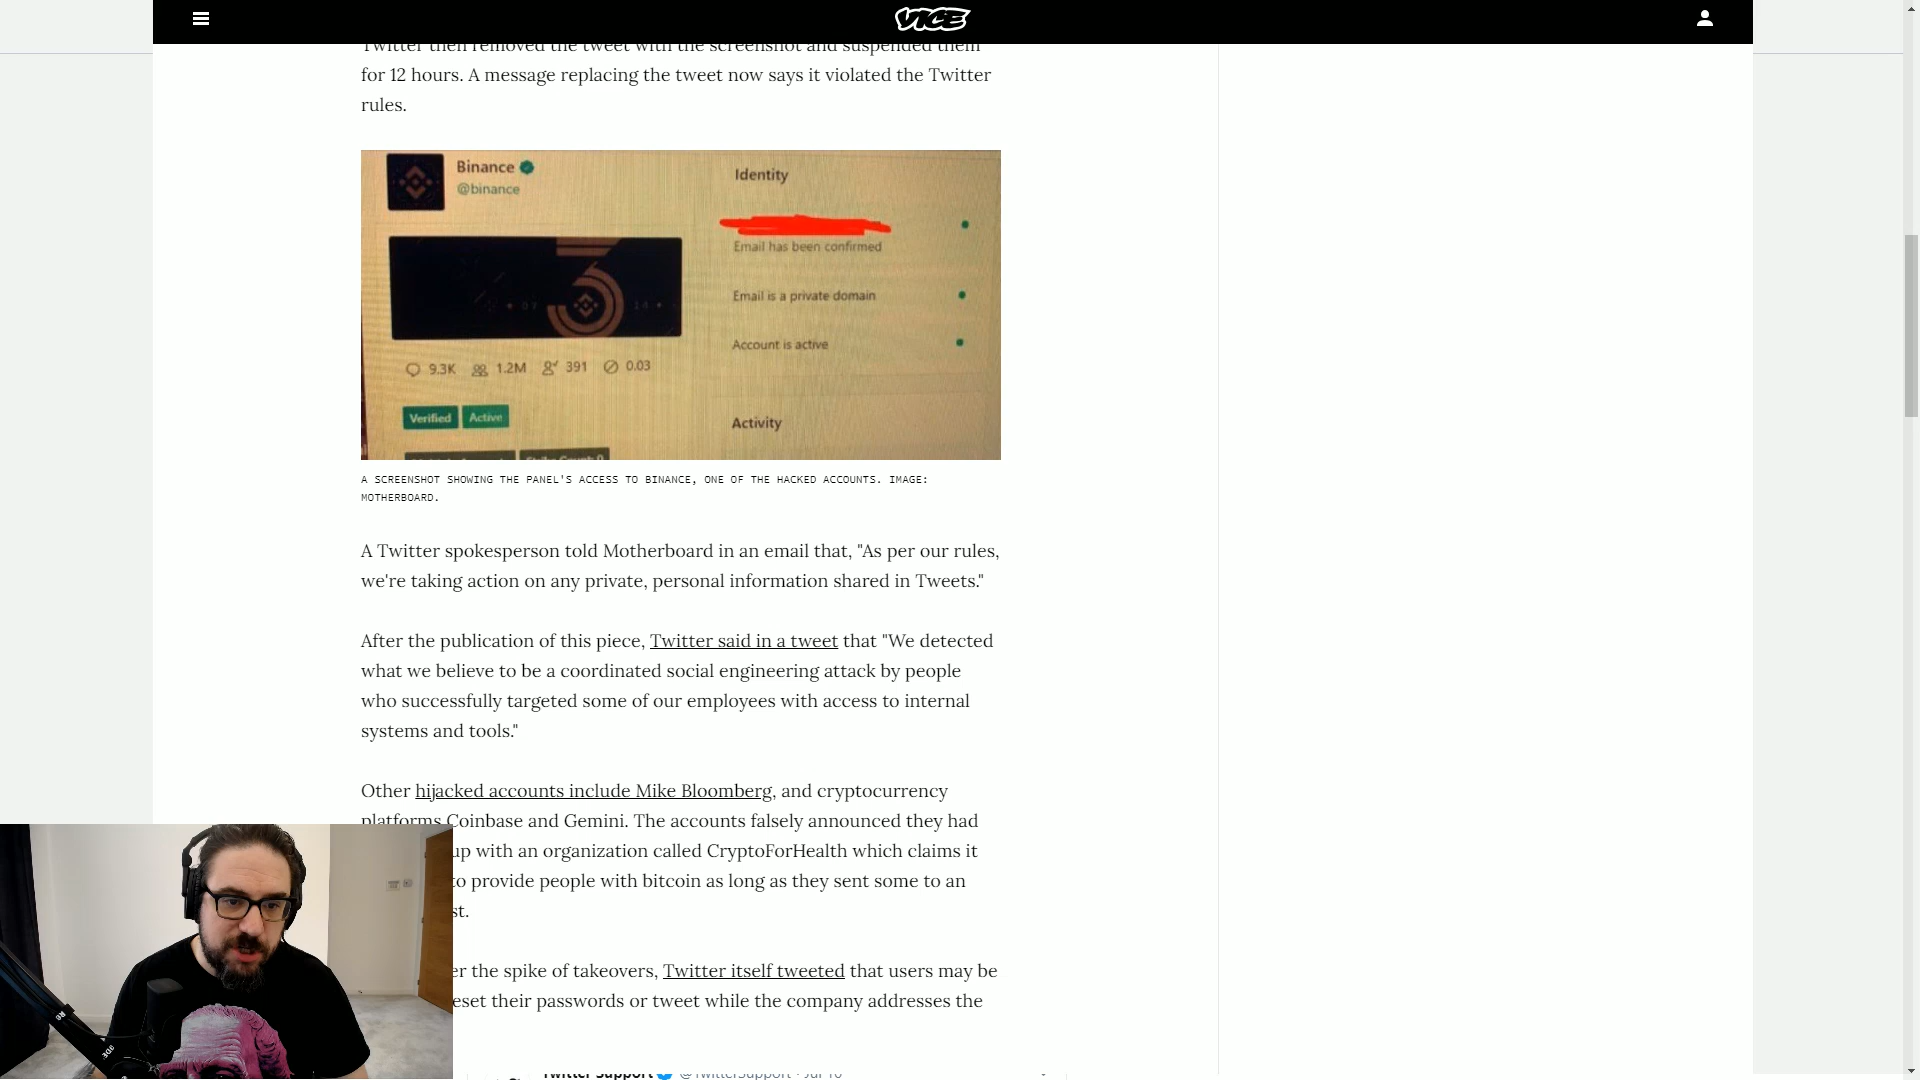 VICE
Twitter then removed the tweet with the screenshot and suspended them
for 12 hours. A message replacing the tweet now says it violated the Twitter
rules.
Binance
@binance
Identity
Email has been confirmed
Email is a private domain
Account is active
9.3K 1.2M 391 0.03
Verified Active
Activity
Strike Count: 0
A SCREENSHOT SHOWING THE PANEL'S ACCESS TO BINANCE, ONE OF THE HACKED ACCOUNTS. IMAGE:
MOTHERBOARD.
A Twitter spokesperson told Motherboard in an email that, "As per our rules,
we're taking action on any private, personal information shared in Tweets."
After the publication of this piece, Twitter said in a tweet that "We detected
what we believe to be a coordinated social engineering attack by people
who successfully targeted some of our employees with access to internal
systems and tools."
Other hijacked accounts include Mike Bloomberg, and cryptocurrency
platforms Coinbase and Gemini. The accounts falsely announced they had
up with an organization called CryptoForHealth which claims it
to provide people with bitcoin as long as they sent some to an
st.
er the spike of takeovers, Twitter itself tweeted that users may be
eset their passwords or tweet while the company addresses the
Twitter Support @TwitterSupport · Jul 16